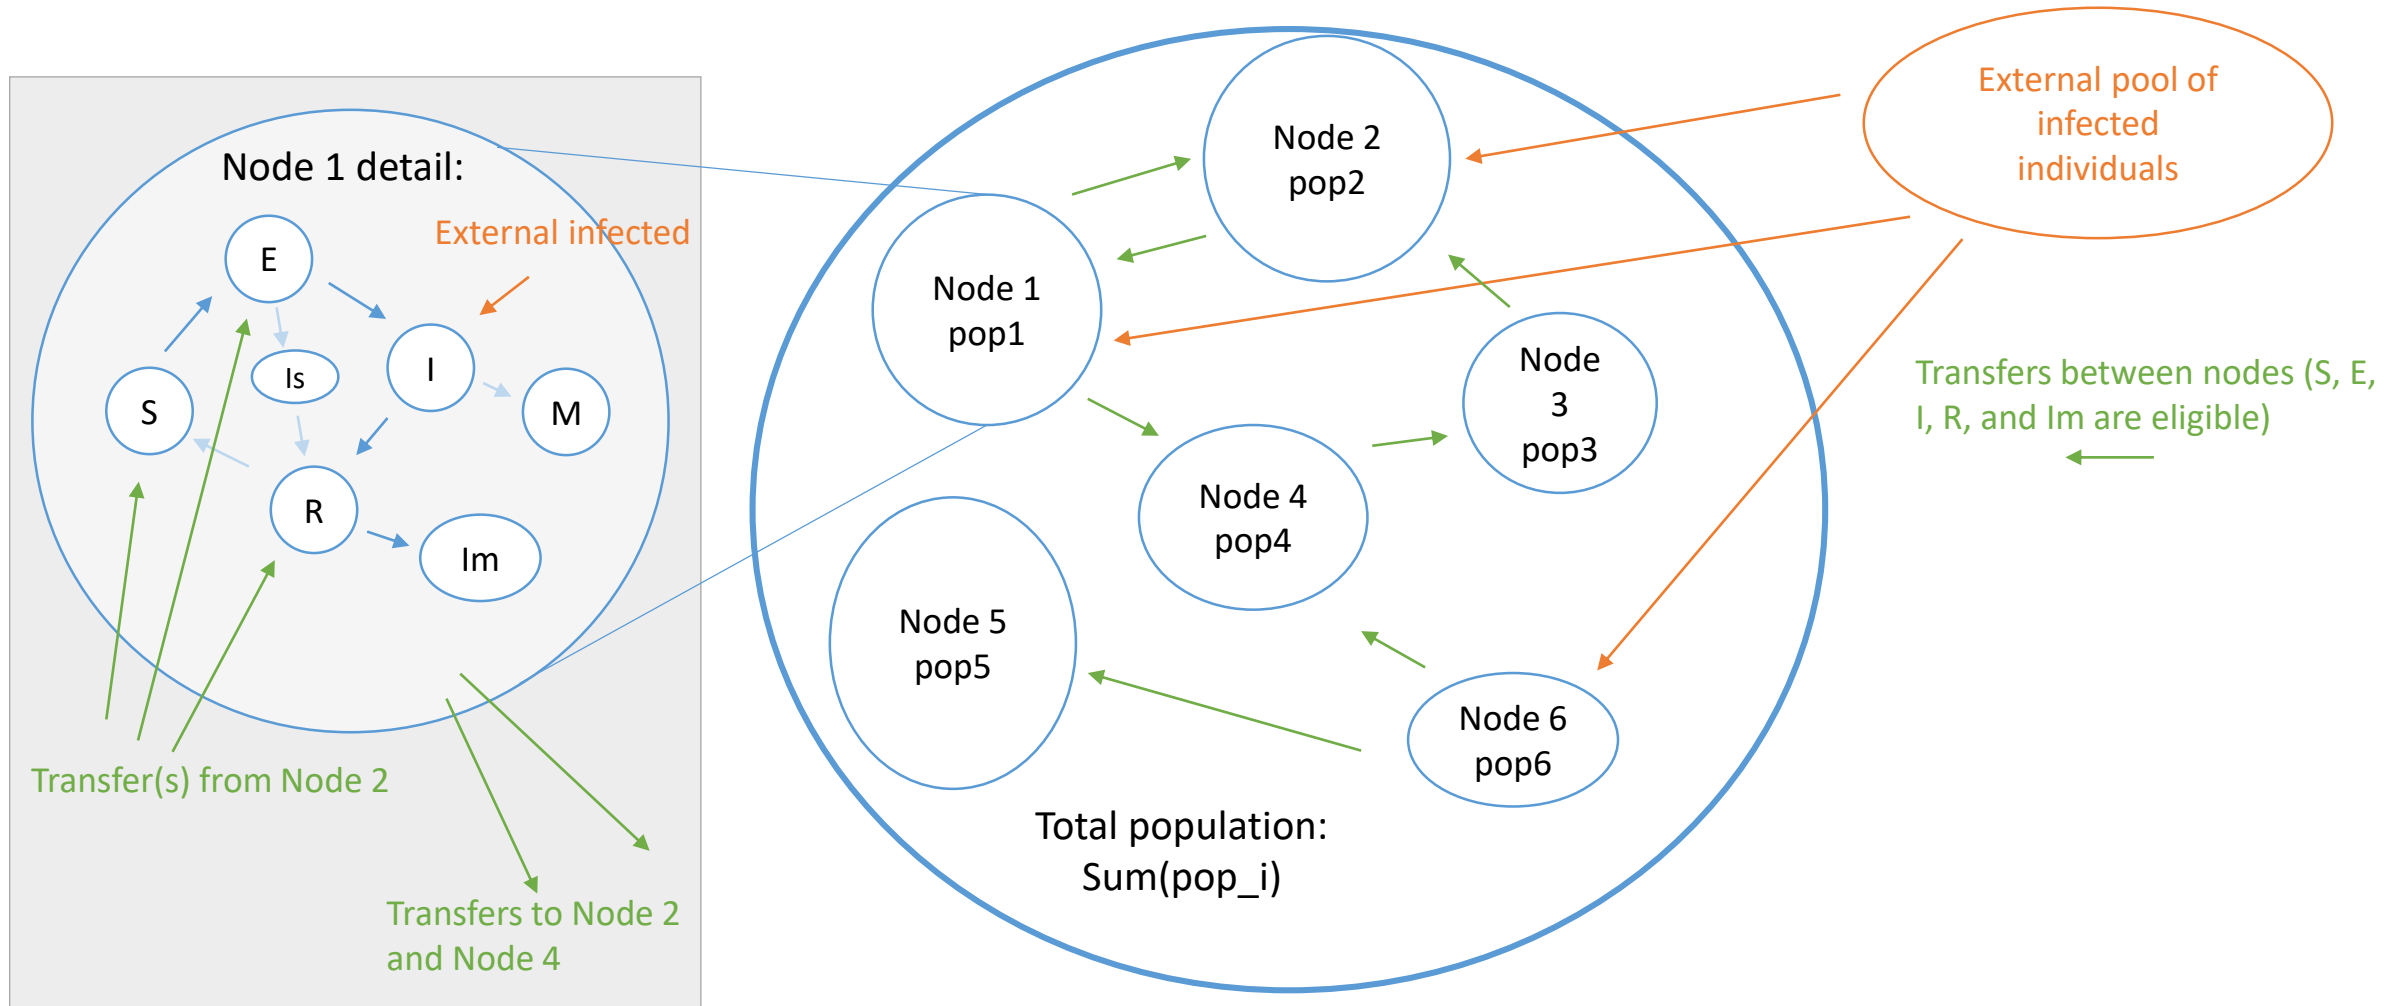 Node 1 detail:
External infected
E
I
Is
S
M
R
Im
Transfer(s) from Node 2
Transfers to Node 2
and Node 4
Node 2
pop2
Node 1
pop1
Node
3
pop3
Node 4
pop4
Node 5
pop5
Node 6
pop6
Total population:
Sum(pop_i)
External pool of
infected
individuals
Transfers between nodes (S, E,
I, R, and Im are eligible)